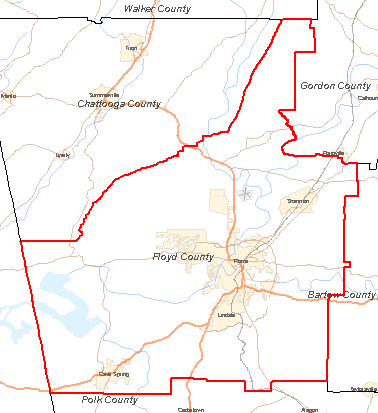 Walker County
Trion
Menlo
Summerville
Chattooga County
Gordon County
Calhoun
Lyerly
Plainville
Shannon
Floyd County
Rome
Bartow County
Lindale
Cave Spring
Taylorsville
Polk County
Cedartown
Aragon